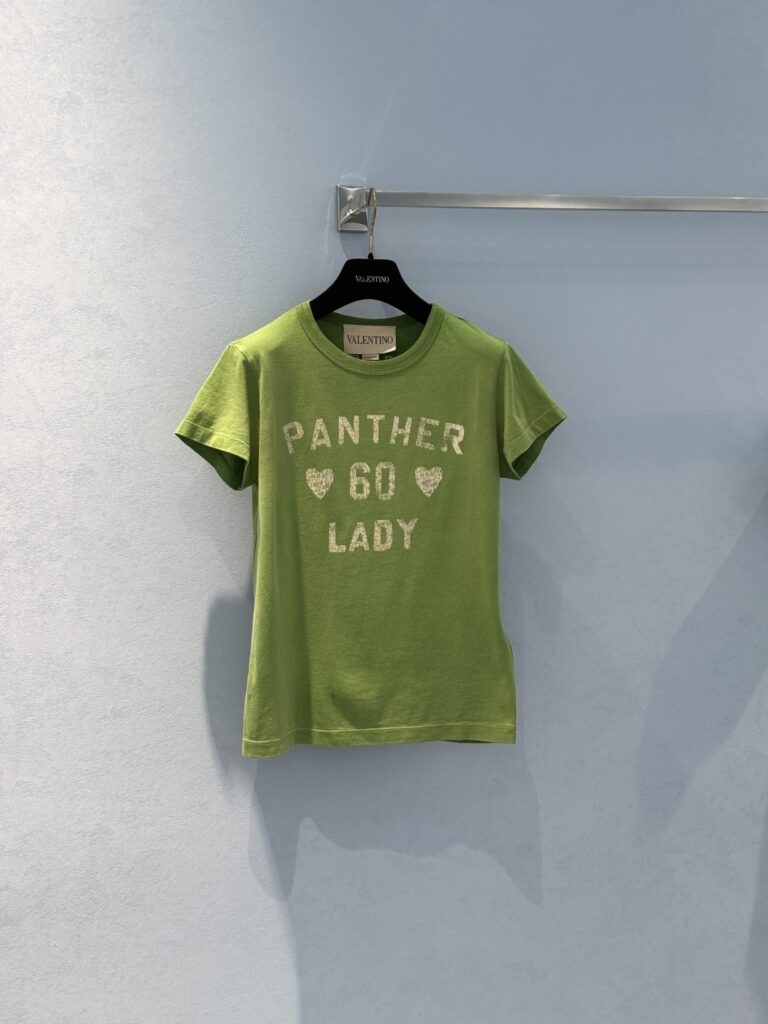 VALENTINO
VALENTINO
PANTHER
60
LADY